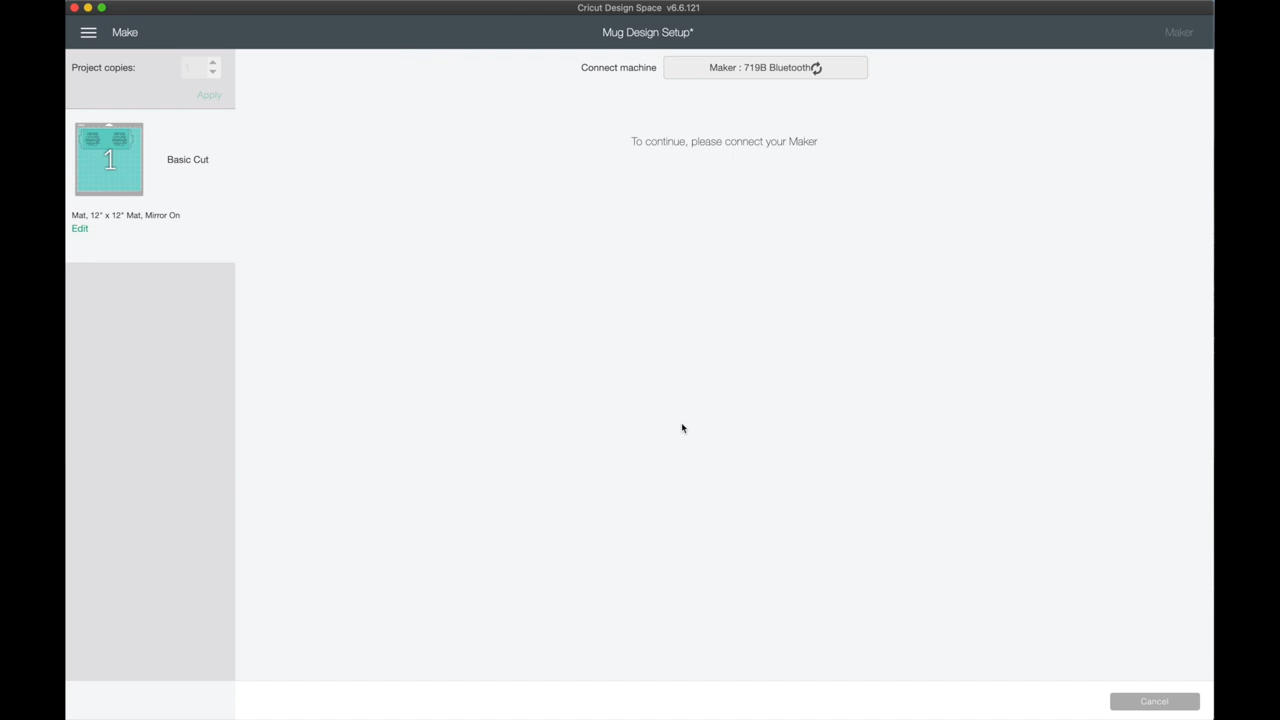 Cricut Design Space v6.6.121
Make
Mug Design Setup*
Maker
Project copies:
1
Apply
Connect machine
Maker : 719B Bluetooth
To continue, please connect your Maker
1
Basic Cut
Mat, 12" x 12" Mat, Mirror On
Edit
Cancel